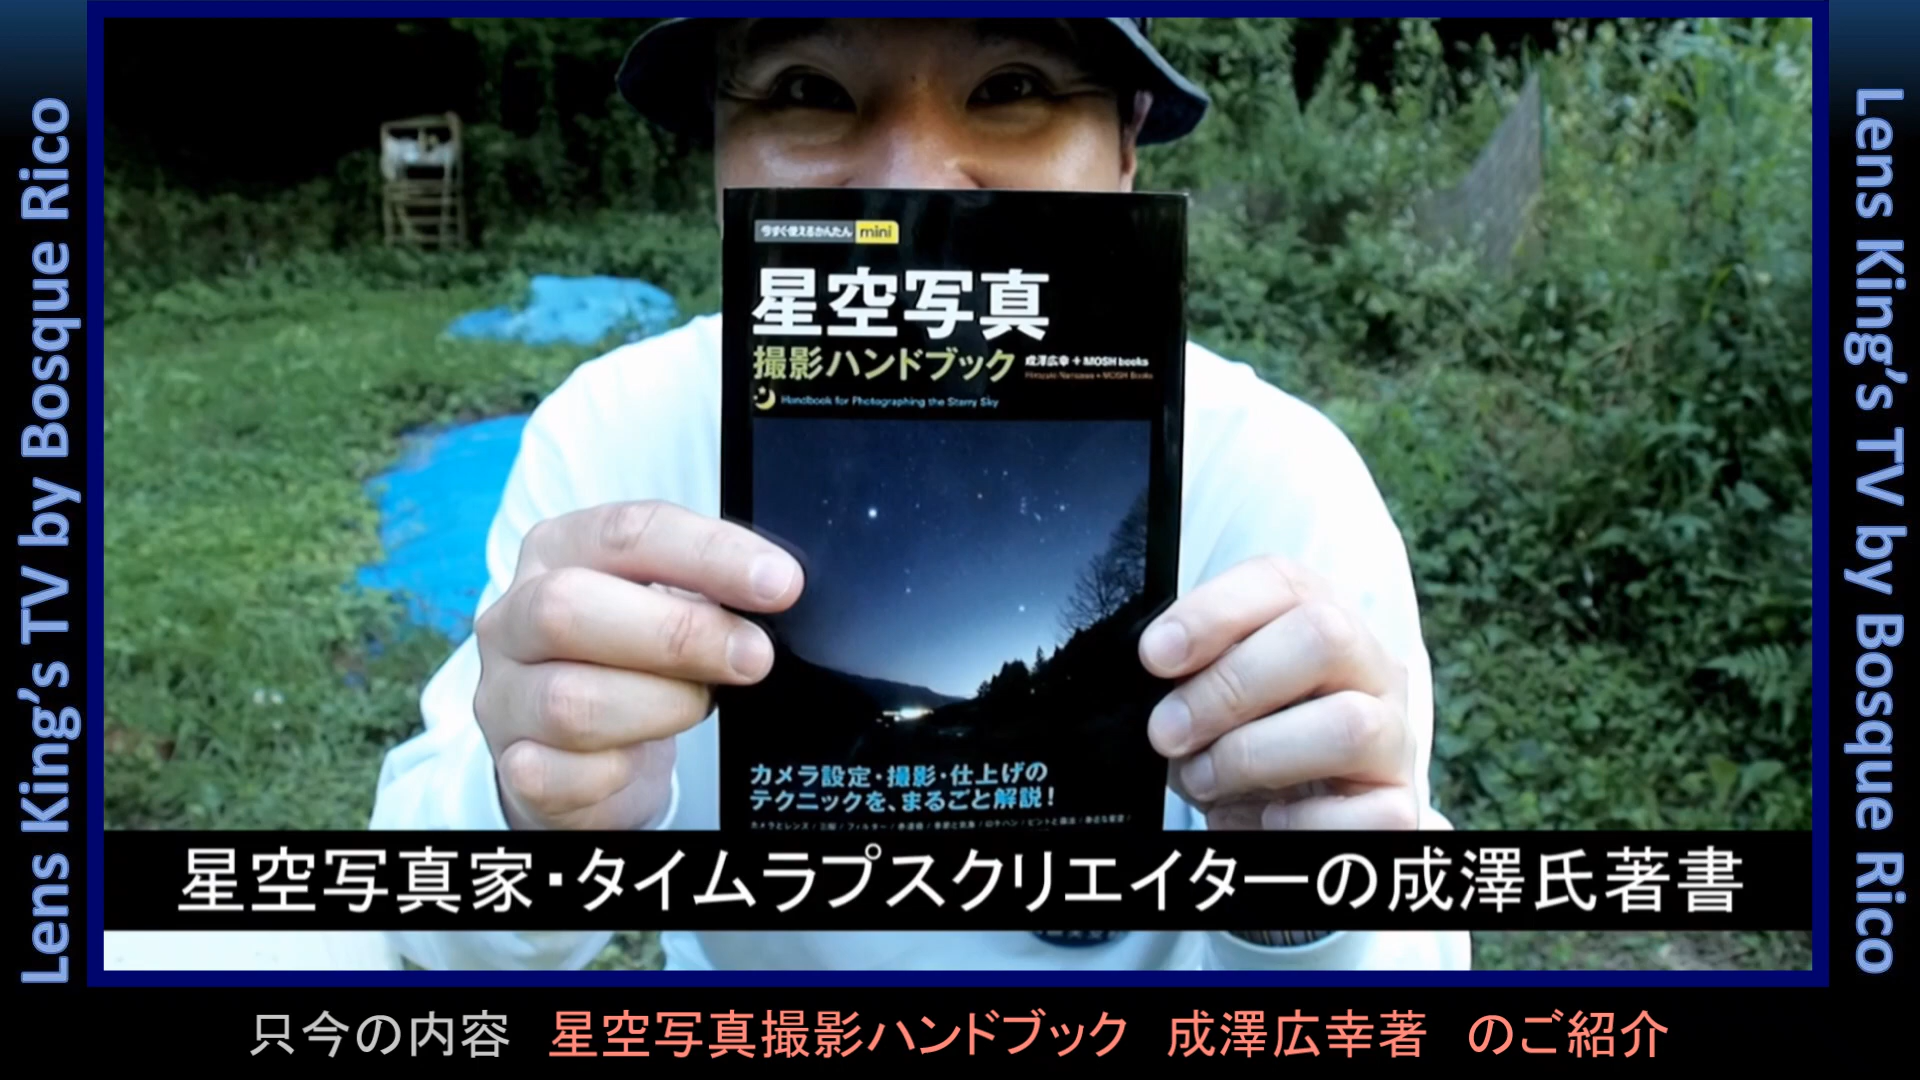 Lens King's TV by Bosque Rico
今すぐ使えるかんたん mini
星空写真
撮影ハンドブック 成澤広幸 + MOSH books
Hiroyuki Narisawa + MOSH Books
Handbook for Photographing the Starry Sky
カメラ設定・撮影・仕上げの
テクニックを、まるごと解説!
星空写真家・タイムラプスクリエイターの成澤氏著書
只今の内容 星空写真撮影ハンドブック 成澤広幸著 のご紹介
Lens King's TV by Bosque Rico